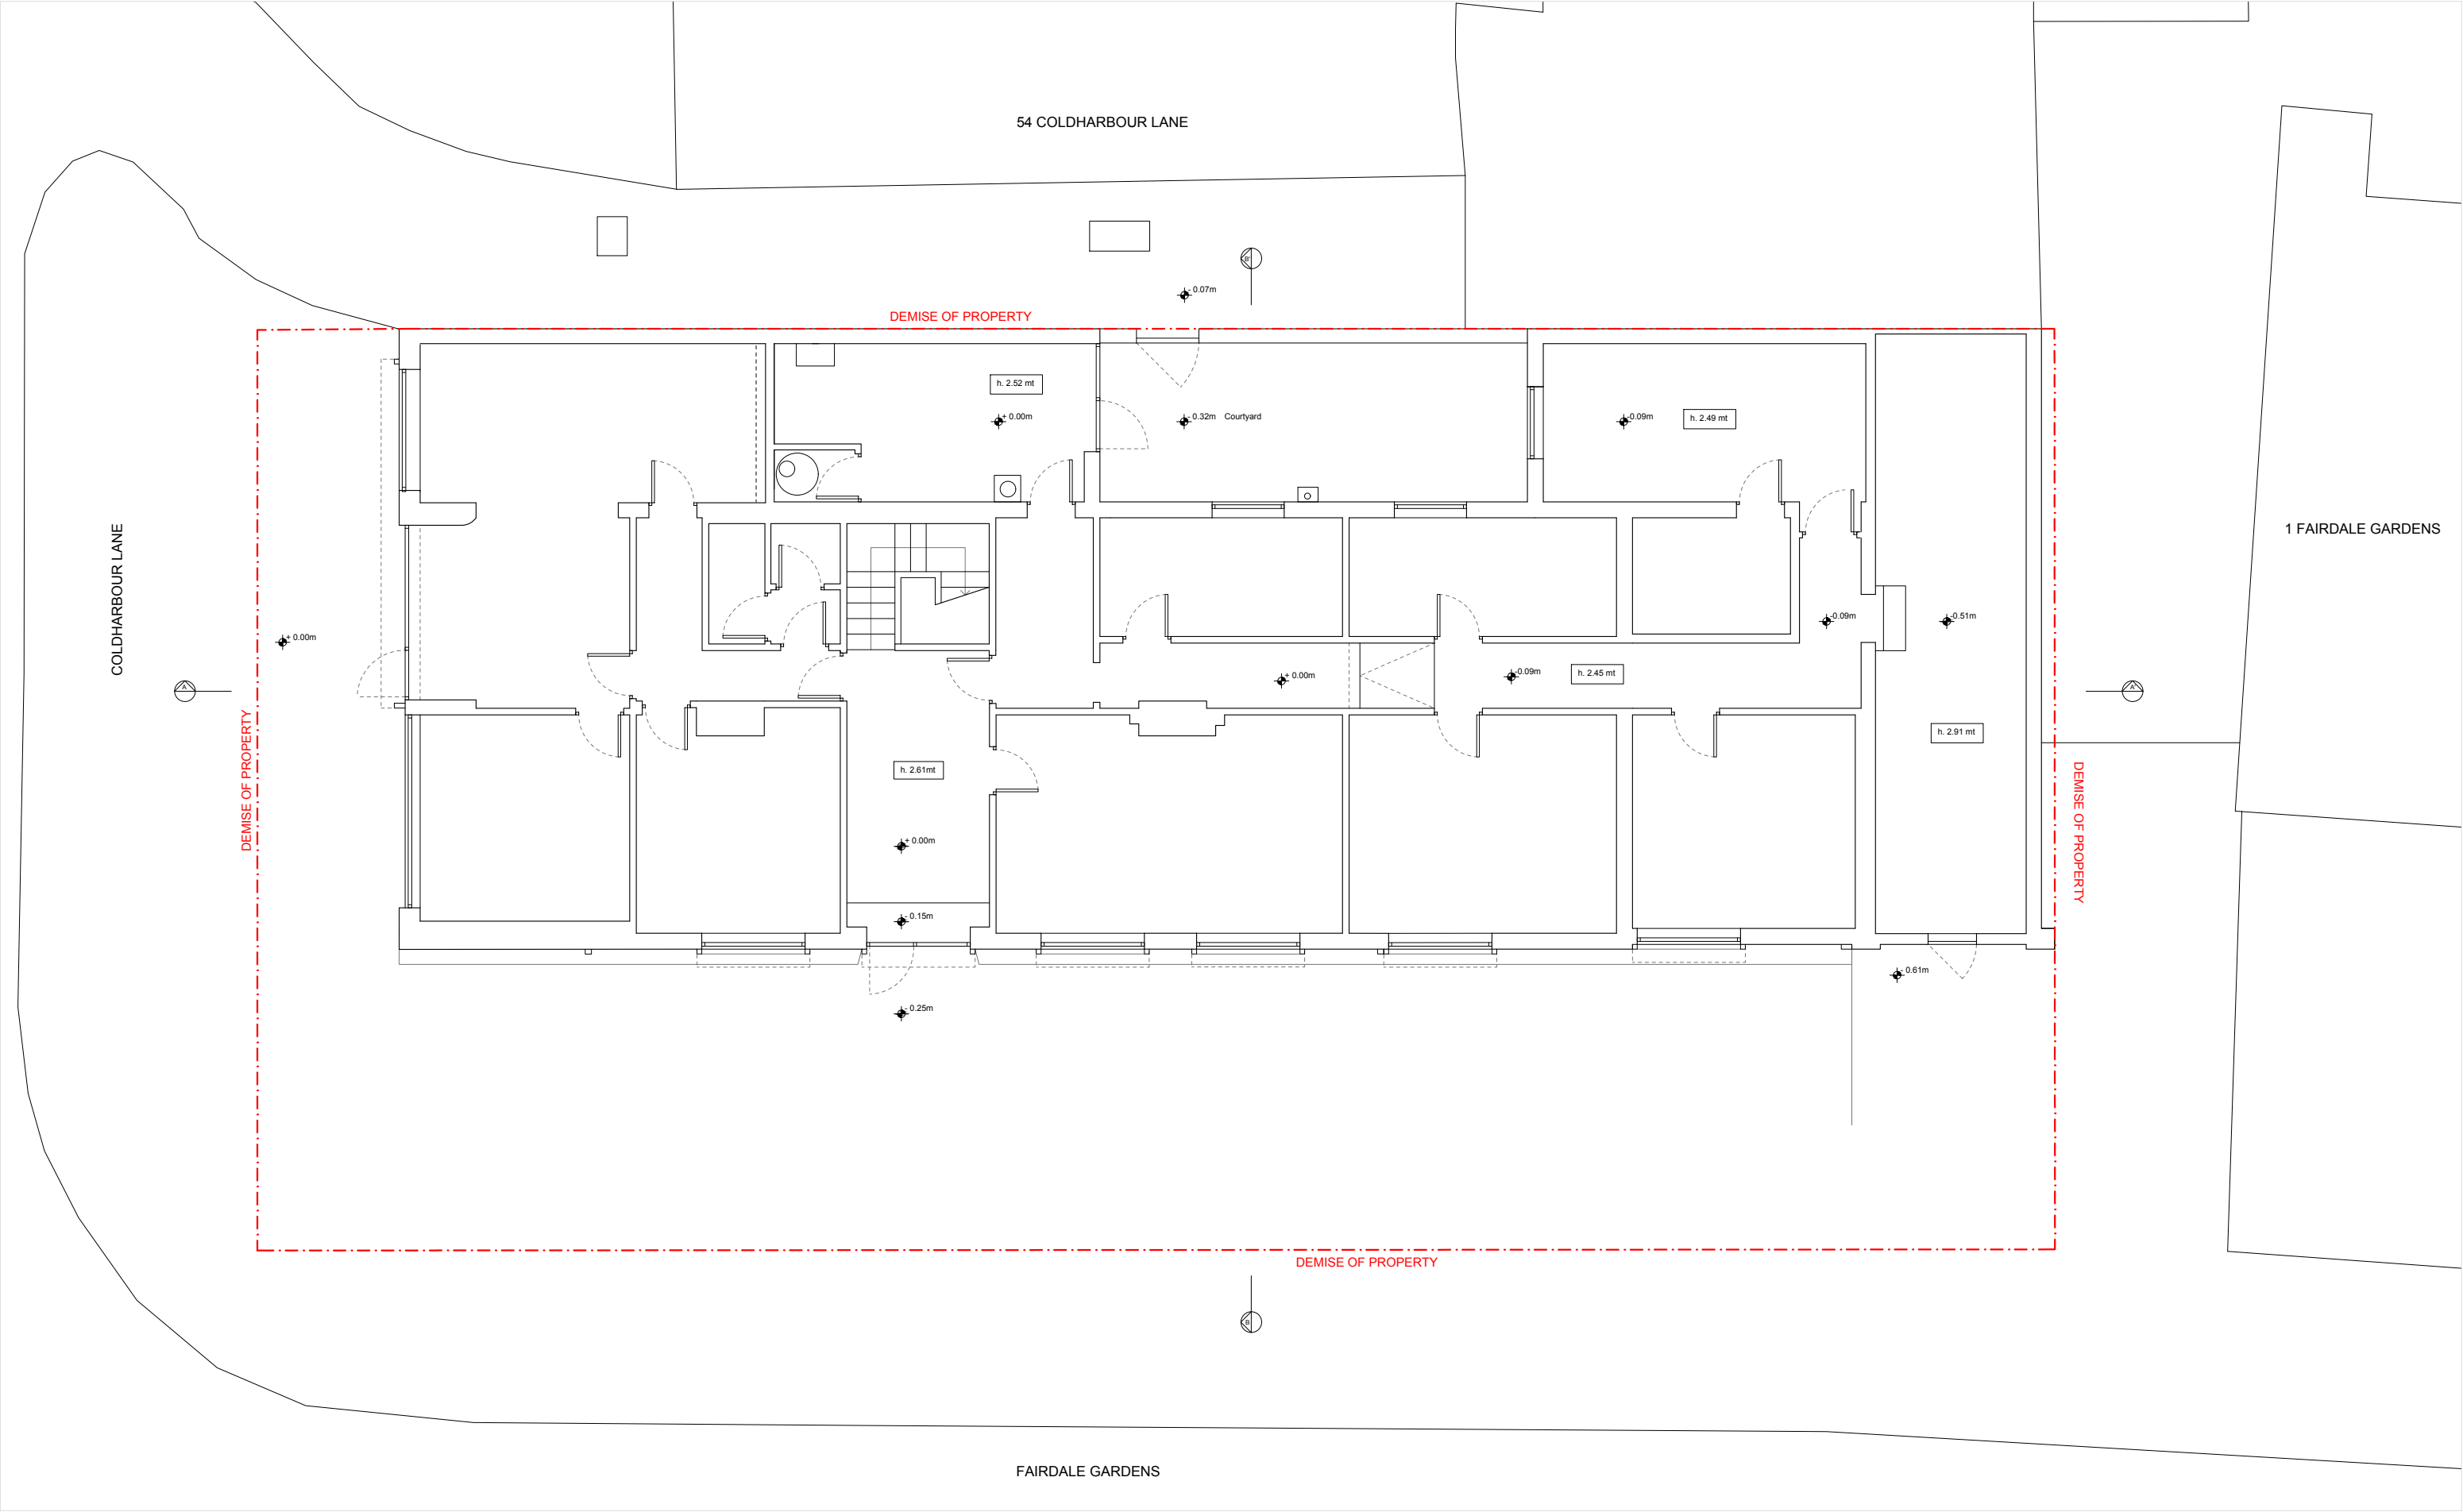 54 COLDHARBOUR LANE
B'
- 0.07m
DEMISE OF PROPERTY
h. 2.52 mt
+ 0.00m
- 0.32m Courtyard
-0.09m
h. 2.49 mt
COLDHARBOUR LANE
1 FAIRDALE GARDENS
+ 0.00m
-0.09m
-0.51m
+ 0.00m
-0.09m
h. 2.45 mt
A
A'
DEMISE OF PROPERTY
h. 2.91 mt
h. 2.61mt
DEMISE OF PROPERTY
+ 0.00m
- 0.15m
- 0.61m
- 0.25m
DEMISE OF PROPERTY
B
FAIRDALE GARDENS